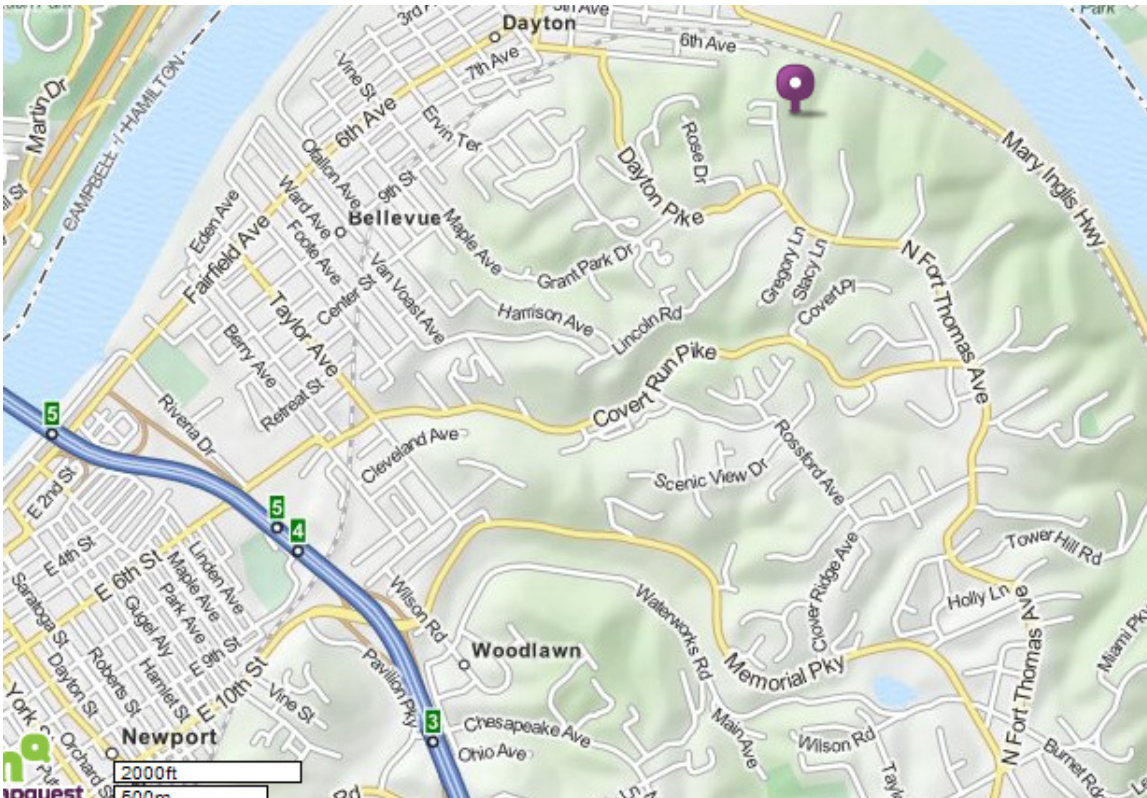 Dayton
5th Ave
6th Ave
7th Ave
Vine St
6th Ave
Ervin Ter
Martin Dr
CAMPBELL
HAMILTON
Park
Ofallon Ave
9th St
Rose Dr
Dayton Pike
Mary Inglis Hwy
Ward Ave
Bellevue
Eden Ave
Foote Ave
Maple Ave
Fairfield Ave
Grant Park Dr
Gregory Ln
Stacy Ln
N Fort Thomas Ave
Van Voast Ave
Center St
Covert Pl
Harrison Ave
Lincoln Rd
Taylor Ave
Berry Ave
Covert Run Pike
Retreat St
Riveria Dr
5
Cleveland Ave
Rossford Ave
Scenic View Dr
E 2nd St
5
4
E 4th St
E 6th St
Linden Ave
Maple Ave
Park Ave
Gugel Aly
Tower Hill Rd
Clover Ridge Ave
Holly Ln
Wilson Rd
Waterworks Rd
Saratoga St
E 9th St
Woodlawn
Memorial Pky
Miami Pky
Dayton St
Roberts St
Hamlet St
E 10th St
Pavilion Pky
Vine St
3
Chesapeake Ave
Main Ave
Wilson Rd
N Fort Thomas Ave
York
Orchard
Newport
Ohio Ave
Burnet Rd
2000ft
500m